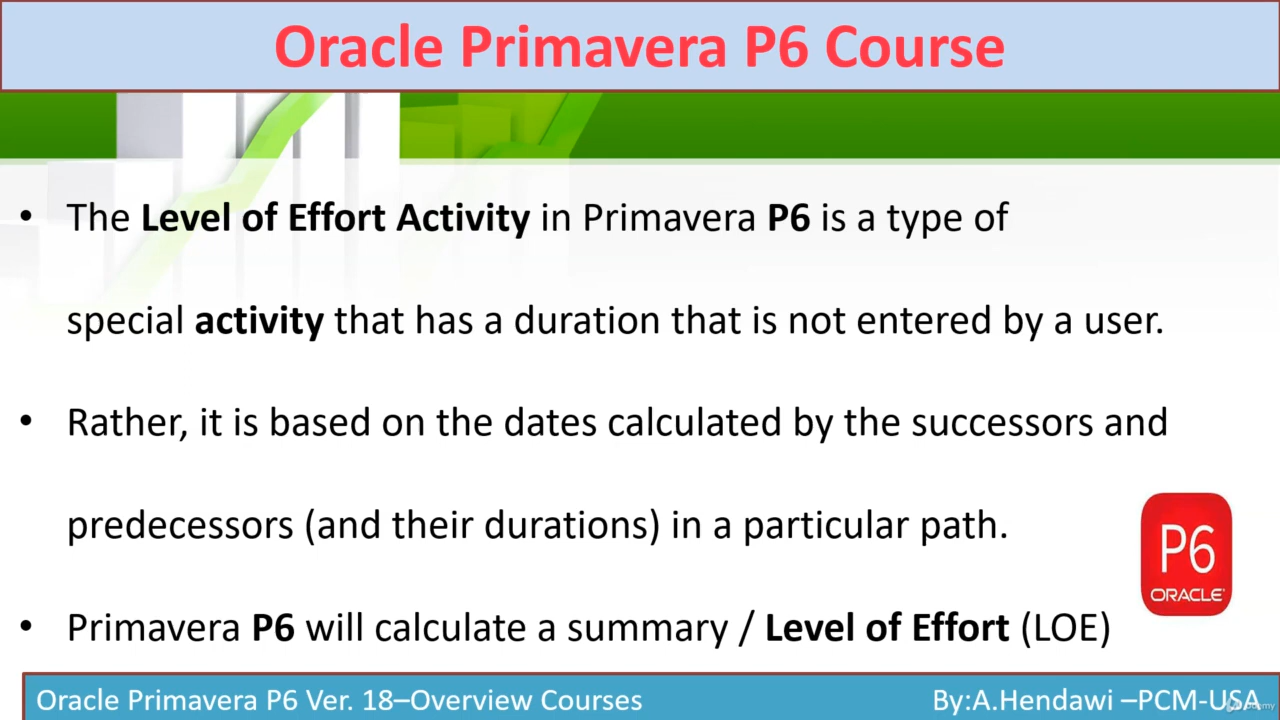 Oracle Primavera P6 Course
• The Level of Effort Activity in Primavera P6 is a type of
special activity that has a duration that is not entered by a user.
• Rather, it is based on the dates calculated by the successors and
predecessors (and their durations) in a particular path.
P6
ORACLE
• Primavera P6 will calculate a summary / Level of Effort (LOE)
Oracle Primavera P6 Ver. 18–Overview Courses
By:A.Hendawi –PCM-USA
Udemy